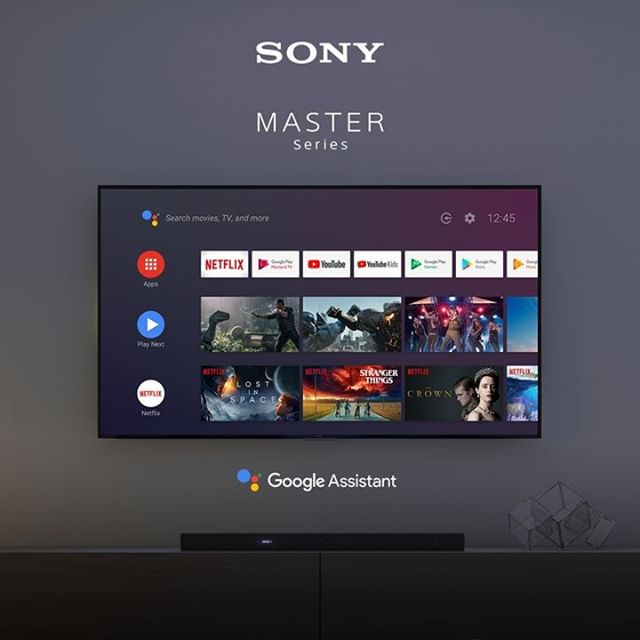 SONY
MASTER
Series
Search movies, TV, and more
12:45
Apps
NETFLIX
Google Play
Movies & TV
YouTube
YouTube Kids
Google Play
Games
Google Play
Store
Google Play
Play Next
Netflix
NETFLIX
NETFLIX
LOST
IN
SPACE
NETFLIX
STRANGER
THINGS
NETFLIX
THE
CROWN
NETFLIX
Google Assistant